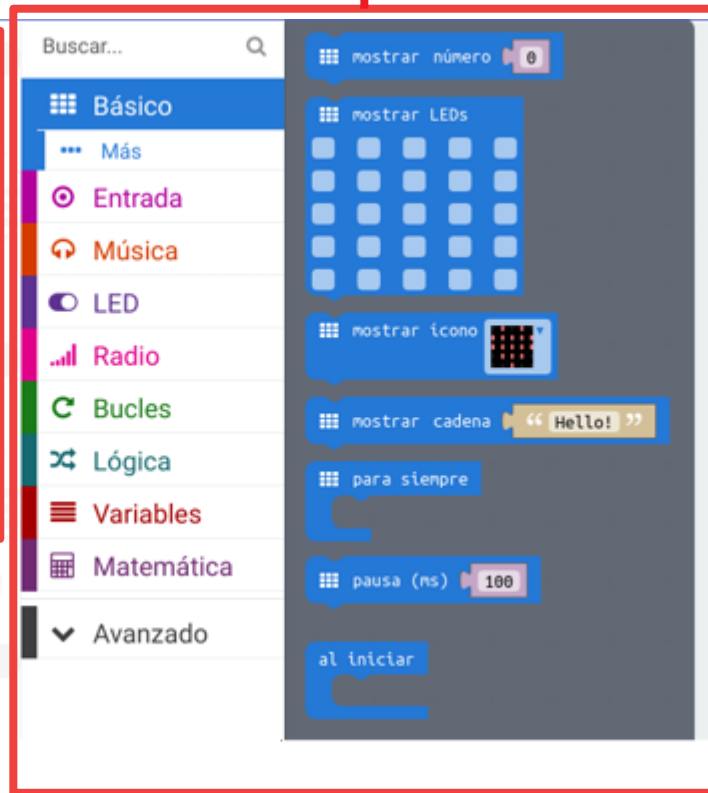 Buscar...
Básico
Más
Entrada
Música
LED
Radio
Bucles
Lógica
Variables
Matemática
Avanzado
mostrar número 0
mostrar LEDs
mostrar ícono
mostrar cadena “ Hello! ”
para siempre
pausa (ms) 100
al iniciar